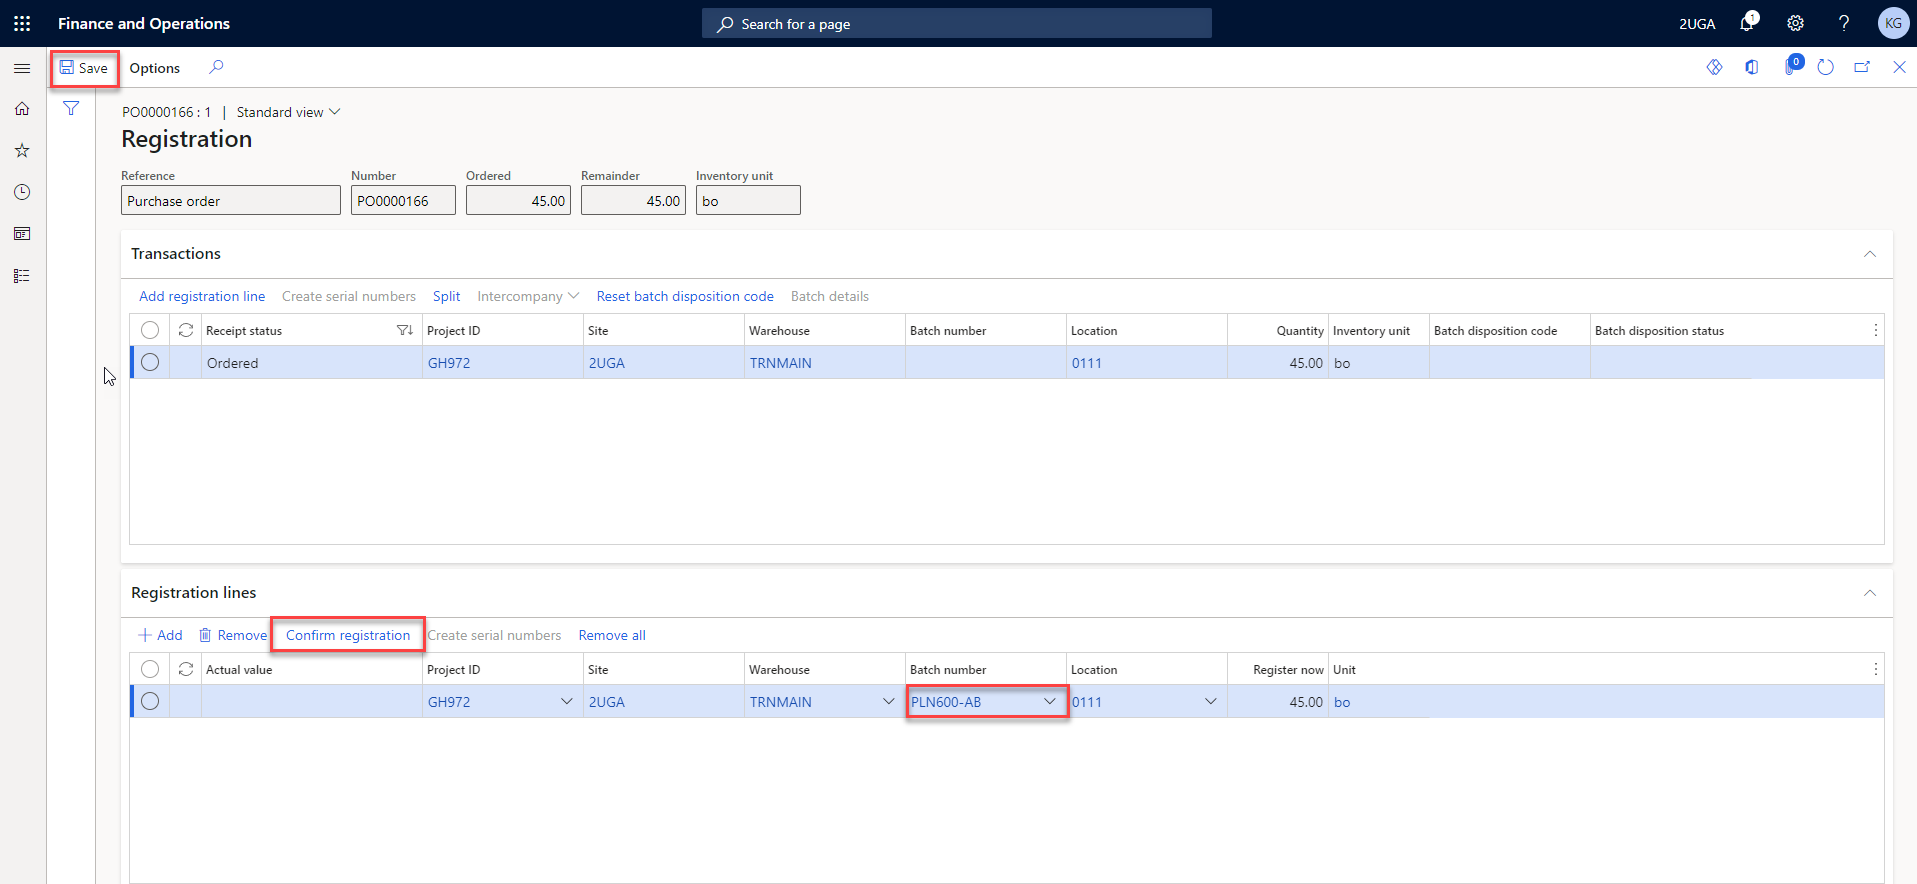 Finance and Operations Search for a page 2UGA 1 ? KG
Save Options 0
PO0000166 : 1 | Standard view
Registration
Reference Number Ordered Remainder Inventory unit
Purchase order PO0000166 45.00 45.00 bo
Transactions
Add registration line Create serial numbers Split Intercompany Reset batch disposition code Batch details
Receipt status Project ID Site Warehouse Batch number Location Quantity Inventory unit Batch disposition code Batch disposition status
Ordered GH972 2UGA TRNMAIN 0111 45.00 bo
Registration lines
Add Remove Confirm registration Create serial numbers Remove all
Actual value Project ID Site Warehouse Batch number Location Register now Unit
GH972 2UGA TRNMAIN PLN600-AB 0111 45.00 bo